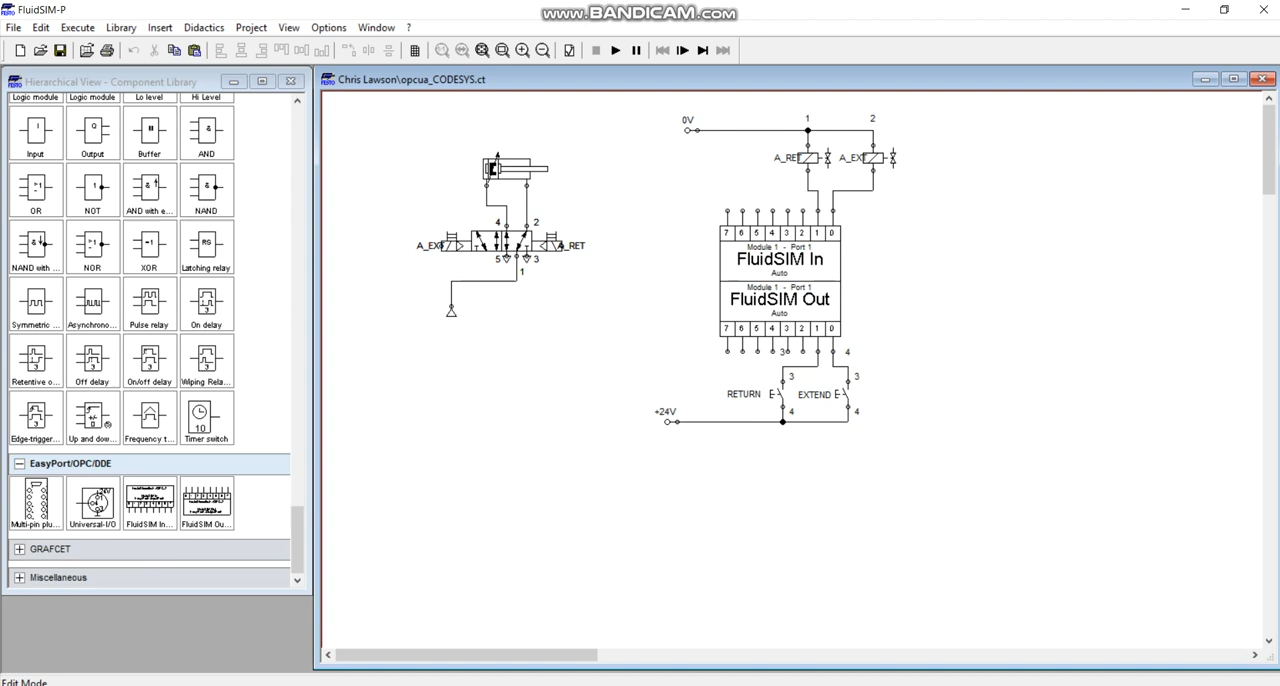 FluidSIM-P
www.BANDICAM.com
File Edit Execute Library Insert Didactics Project View Options Window ?
Hierarchical View - Component Library
Logic module Logic module Lo level Hi Level
Input Output Buffer AND
OR NOT AND with e... NAND
NAND with ... NOR XOR Latching relay
Symmetric ... Asynchrono... Pulse relay On delay
Retentive o... Off delay On/off delay Wiping Rela...
Edge-trigger... Up and dow... Frequency t... Timer switch
EasyPort/OPC/DDE
Multi-pin plu... Universal-I/O FluidSIM In... FluidSIM Ou...
GRAFCET
Miscellaneous
Edit Mode
Chris Lawson\opcua_CODESYS.ct
0V 1 2
A_RET A_EXT
4 2
A_EXT A_RET
5 3
1
7 6 5 4 3 2 1 0
Module 1 - Port 1
FluidSIM In
Auto
Module 1 - Port 1
FluidSIM Out
Auto
7 6 5 4 3 2 1 0
3 4
3 3
RETURN EXTEND
4 4
+24V